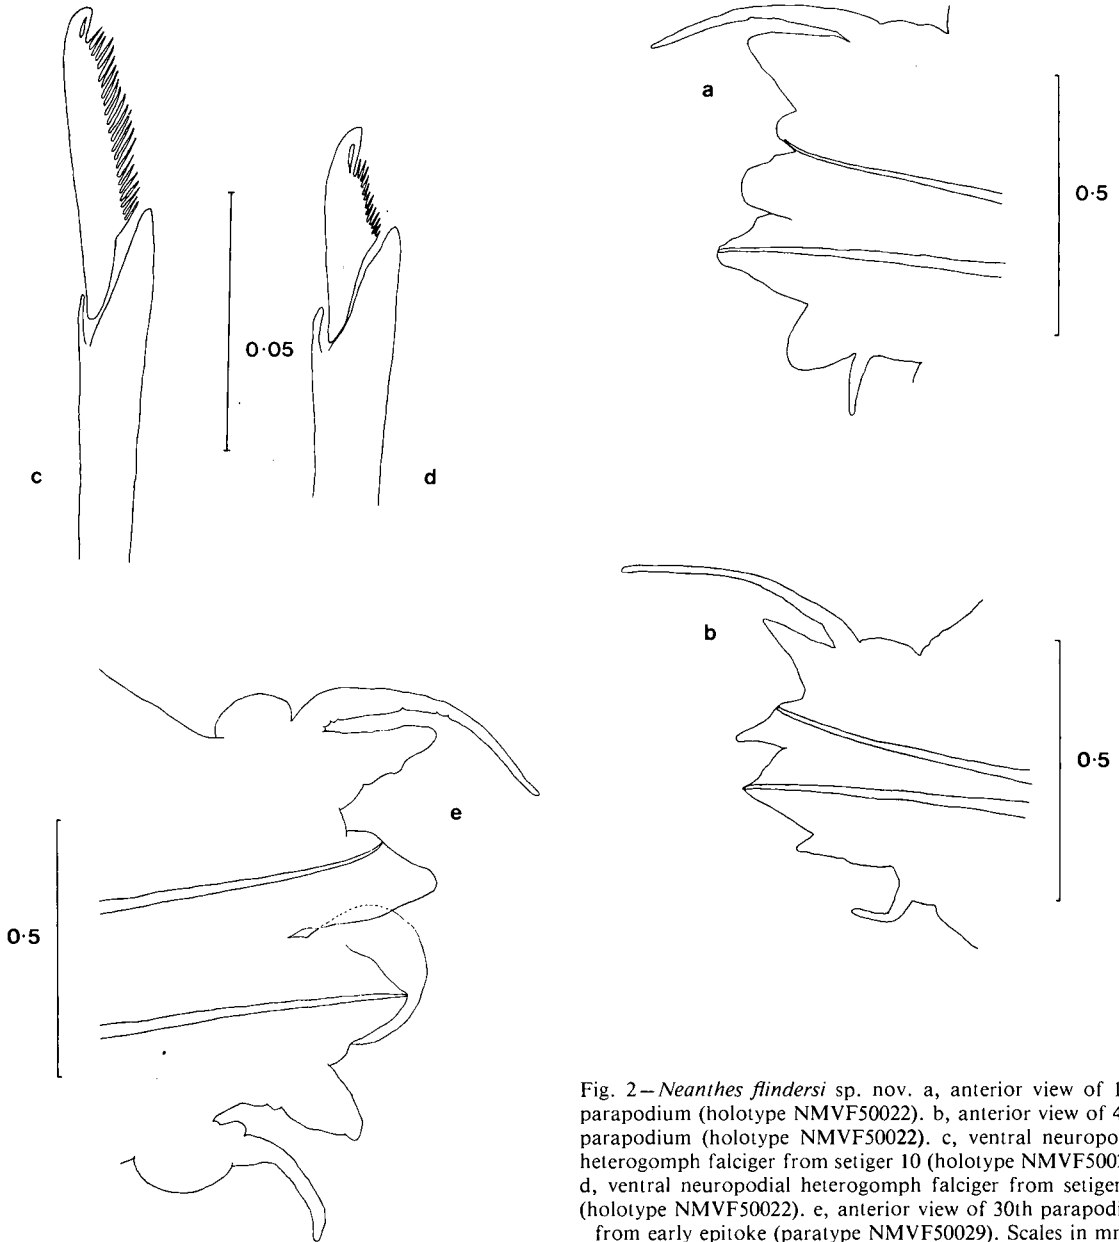 a
0·5
c
0·05
d
b
0·5
e
0·5
Fig. 2—Neanthes flindersi sp. nov. a, anterior view of
parapodium (holotype NMVF50022). b, anterior view of
parapodium (holotype NMVF50022). c, ventral
heterogomph falciger from setiger 10 (holotype
d, ventral neuropodial heterogomph falciger from setiger
(holotype NMVF50022). e, anterior view of 30th
from early epitoke (paratype NMVF50029). Scales in